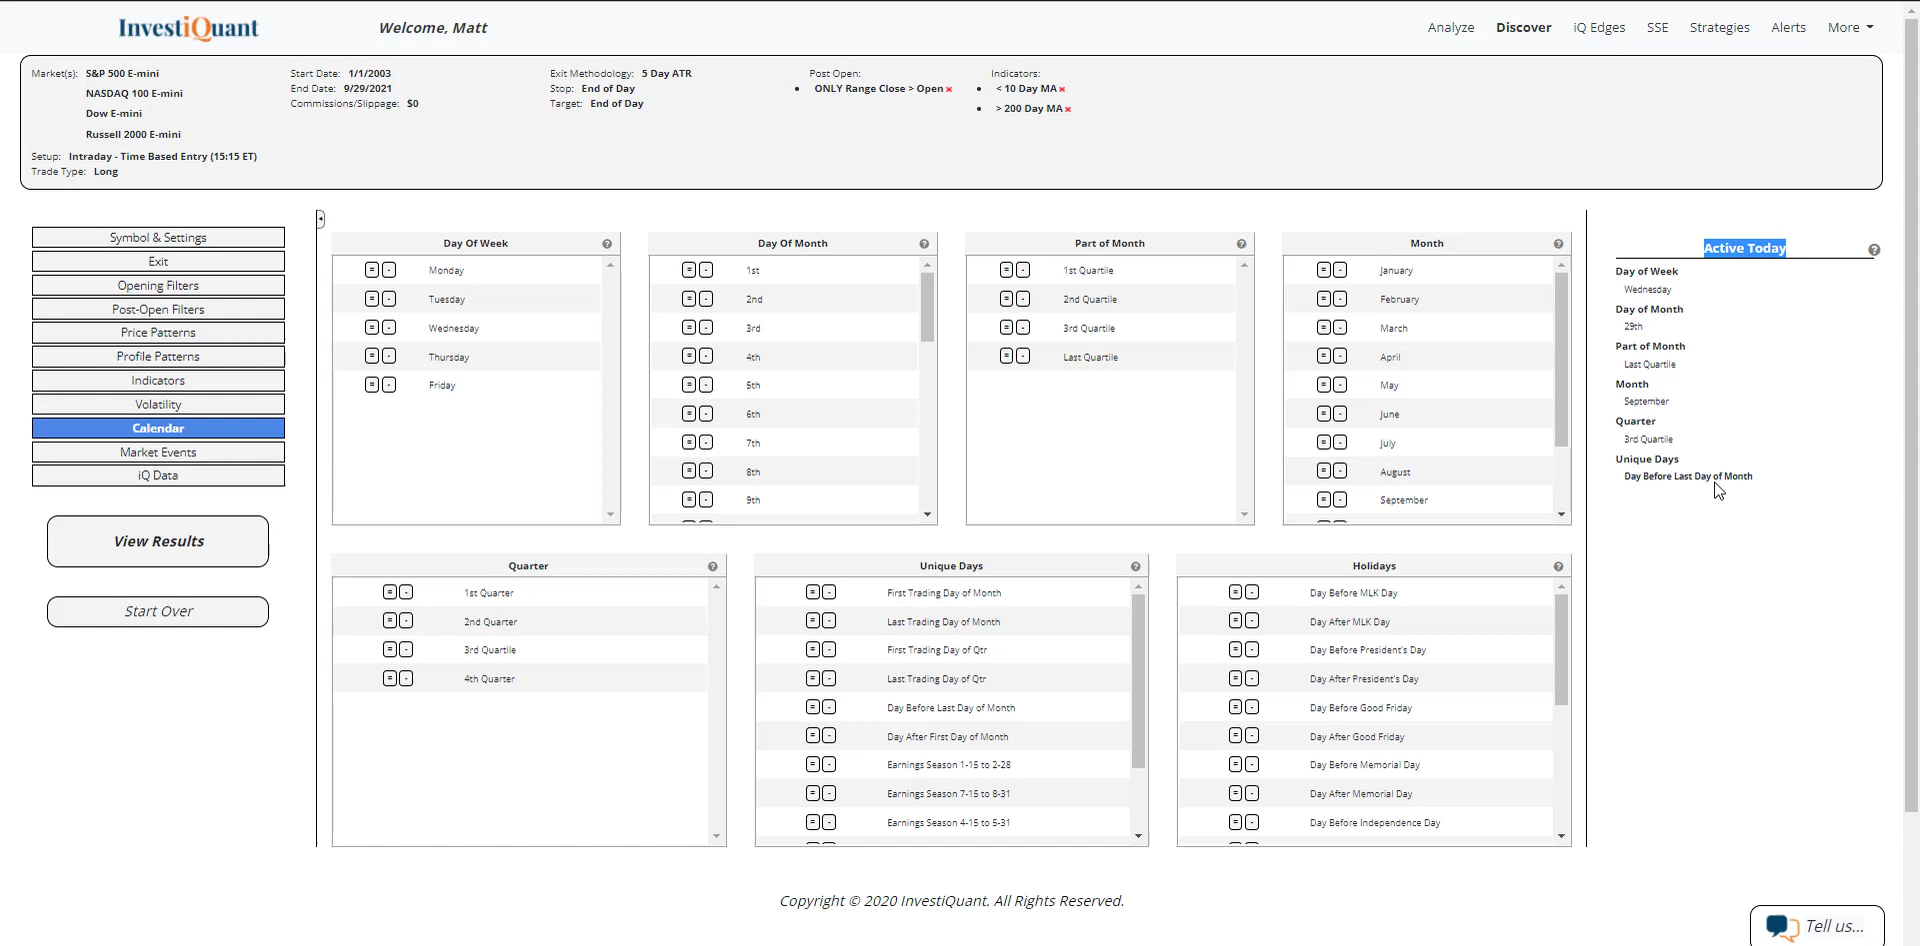 InvestiQuant
Welcome, Matt
Analyze Discover iQ Edges SSE Strategies Alerts More
Market(s): S&P 500 E-mini
NASDAQ 100 E-mini
Dow E-mini
Russell 2000 E-mini
Setup: Intraday - Time Based Entry (15:15 ET)
Trade Type: Long
Start Date: 1/1/2003
End Date: 9/29/2021
Commissions/Slippage: $0
Exit Methodology: 5 Day ATR
Stop: End of Day
Target: End of Day
Post Open:
• ONLY Range Close > Open
Indicators:
• < 10 Day MA
• > 200 Day MA
Symbol & Settings
Exit
Opening Filters
Post-Open Filters
Price Patterns
Profile Patterns
Indicators
Volatility
Calendar
Market Events
iQ Data
View Results
Start Over
Day Of Week
= - Monday
= - Tuesday
= - Wednesday
= - Thursday
= - Friday
Day Of Month
= - 1st
= - 2nd
= - 3rd
= - 4th
= - 5th
= - 6th
= - 7th
= - 8th
= - 9th
Part of Month
= - 1st Quartile
= - 2nd Quartile
= - 3rd Quartile
= - Last Quartile
Month
= - January
= - February
= - March
= - April
= - May
= - June
= - July
= - August
= - September
Quarter
= - 1st Quarter
= - 2nd Quarter
= - 3rd Quartile
= - 4th Quarter
Unique Days
= - First Trading Day of Month
= - Last Trading Day of Month
= - First Trading Day of Qtr
= - Last Trading Day of Qtr
= - Day Before Last Day of Month
= - Day After First Day of Month
= - Earnings Season 1-15 to 2-28
= - Earnings Season 7-15 to 8-31
= - Earnings Season 4-15 to 5-31
Holidays
= - Day Before MLK Day
= - Day After MLK Day
= - Day Before President's Day
= - Day After President's Day
= - Day Before Good Friday
= - Day After Good Friday
= - Day Before Memorial Day
= - Day After Memorial Day
= - Day Before Independence Day
Active Today
Day of Week
Wednesday
Day of Month
29th
Part of Month
Last Quartile
Month
September
Quarter
3rd Quartile
Unique Days
Day Before Last Day of Month
Copyright © 2020 InvestiQuant. All Rights Reserved.
Tell us...